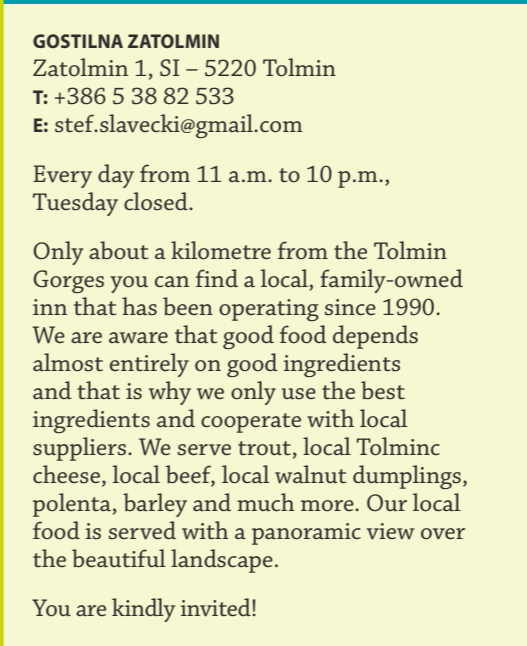 GOSTILNA ZATOLMIN
Zatolmin 1, SI – 5220 Tolmin
T: +386 5 38 82 533
E: stef.slavecki@gmail.com
Every day from 11 a.m. to 10 p.m.,
Tuesday closed.
Only about a kilometre from the Tolmin
Gorges you can find a local, family-owned
inn that has been operating since 1990.
We are aware that good food depends
almost entirely on good ingredients
and that is why we only use the best
ingredients and cooperate with local
suppliers. We serve trout, local Tolminc
cheese, local beef, local walnut dumplings,
polenta, barley and much more. Our local
food is served with a panoramic view over
the beautiful landscape.
You are kindly invited!